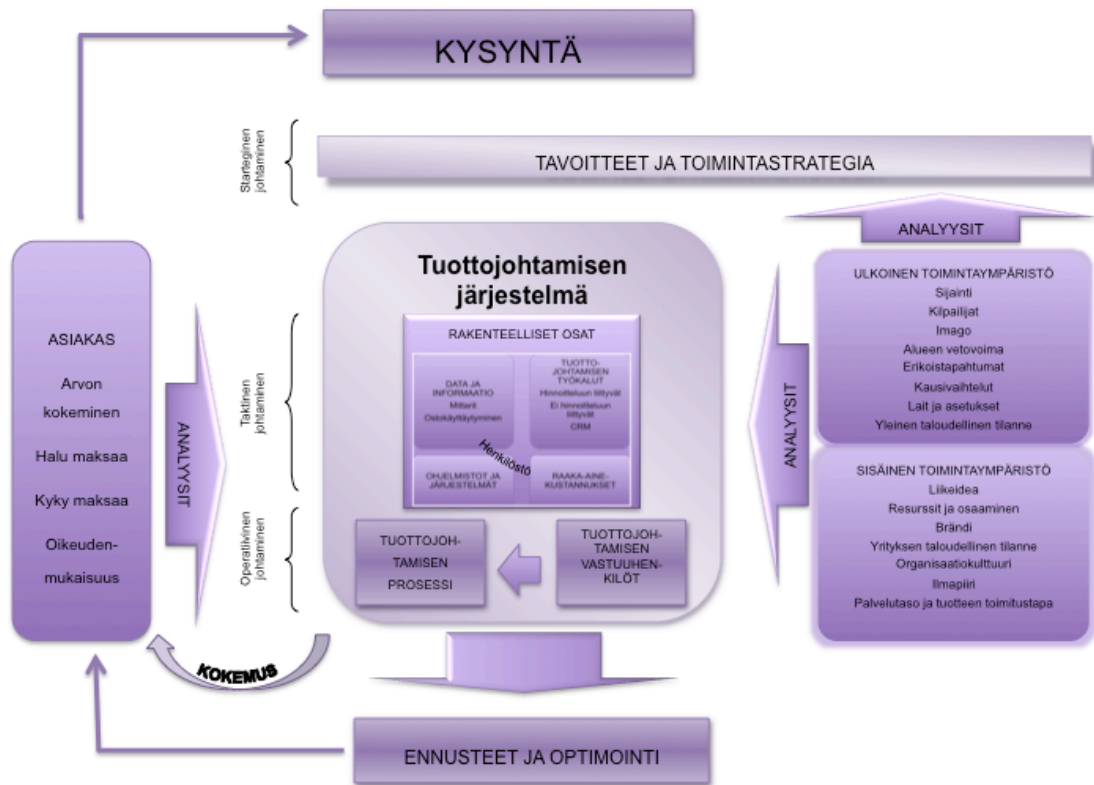 KYSYNTÄ
Starteginen
johtaminen
TAVOITTEET JA TOIMINTASTRATEGIA
ANALYYSIT
ASIAKAS
Arvon
kokeminen
Halu maksaa
Kyky maksaa
Oikeuden-
mukaisuus
ANALYYSIT
Taktinen
johtaminen
Operatiivinen
johtaminen
Tuottojohtamisen
järjestelmä
RAKENTEELLISET OSAT
DATA JA
INFORMAATIO
Mittarit
Ostokäyttäytyminen
TUOTTO-
JOHTAMISEN
TYÖKALUT
Hinnoitteluun liittyvät
Ei hinnoitteluun
liittyvät
CRM
Henkilöstö
OHJELMISTOT JA
JÄRJESTELMÄT
RAAKA-AINE-
KUSTANNUKSET
TUOTTOJOH-
TAMISEN
PROSESSI
TUOTTOJOH-
TAMISEN
VASTUUHEN-
KILÖT
ANALYYSIT
ULKOINEN TOIMINTAYMPÄRISTÖ
Sijainti
Kilpailijat
Imago
Alueen vetovoima
Erikoistapahtumat
Kausivaihtelut
Lait ja asetukset
Yleinen taloudellinen tilanne
SISÄINEN TOIMINTAYMPÄRISTÖ
Liikeidea
Resurssit ja osaaminen
Brändi
Yrityksen taloudellinen tilanne
Organisaatiokulttuuri
Ilmapiiri
Palvelutaso ja tuotteen toimitustapa
KOKEMUS
ENNUSTEET JA OPTIMOINTI